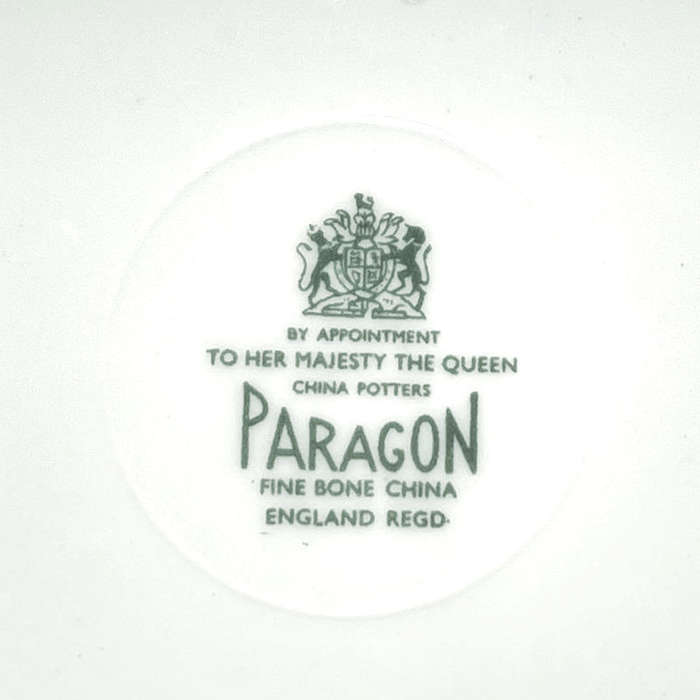 BY APPOINTMENT
TO HER MAJESTY THE QUEEN
CHINA POTTERS
PARAGON
FINE BONE CHINA
ENGLAND REGD.